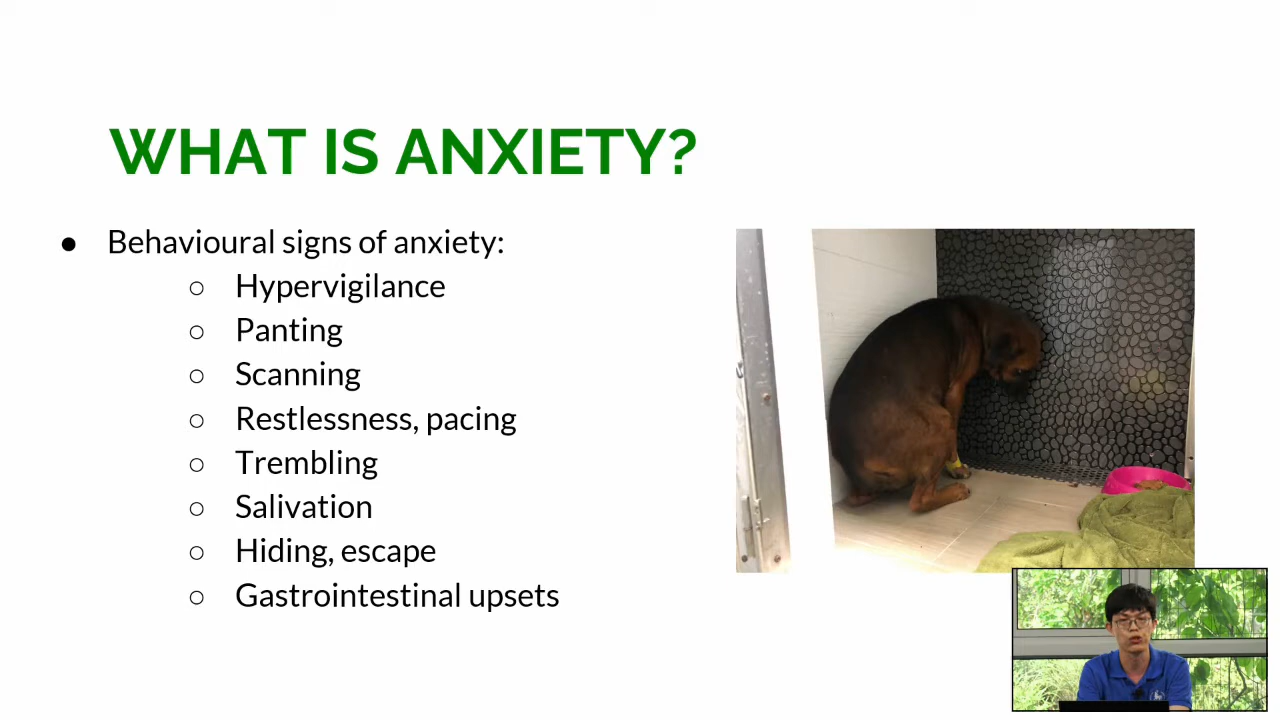 WHAT IS ANXIETY?
● Behavioural signs of anxiety:
○ Hypervigilance
○ Panting
○ Scanning
○ Restlessness, pacing
○ Trembling
○ Salivation
○ Hiding, escape
○ Gastrointestinal upsets